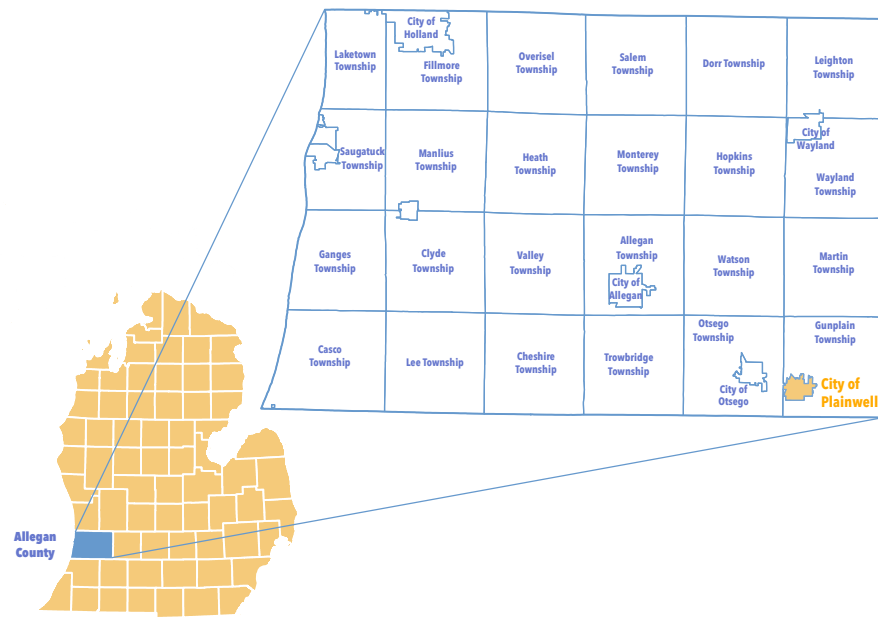 City of
Holland
Laketown
Township
Fillmore
Township
Overisel
Township
Salem
Township
Dorr Township
Leighton
Township
Saugatuck
Township
Manlius
Township
Heath
Township
Monterey
Township
Hopkins
Township
City of
Wayland
Wayland
Township
Ganges
Township
Clyde
Township
Valley
Township
Allegan
Township
City of
Allegan
Watson
Township
Martin
Township
Casco
Township
Lee Township
Cheshire
Township
Trowbridge
Township
Otsego
Township
City of
Otsego
Gunplain
Township
City of
Plainwell
Allegan
County